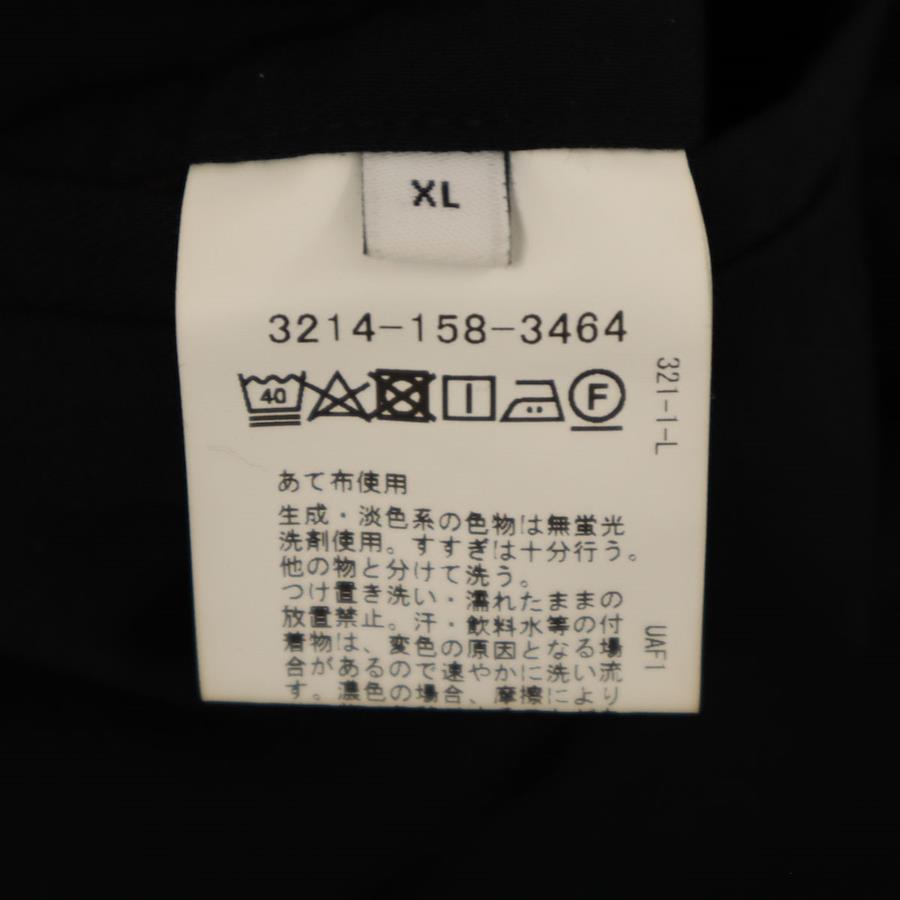 XL
3214-158-3464
40
F
321-1-L
あて布使用
生成・淡色系の色物は無蛍光
洗剤使用。すすぎは十分行う。
他の物と分けて洗う。
つけ置き洗い・濡れたままの
放置禁止。汗・飲料水等の付
着物は、変色の原因となる場
合があるので速やかに洗い流
す。濃色の場合、摩擦により
UAFI